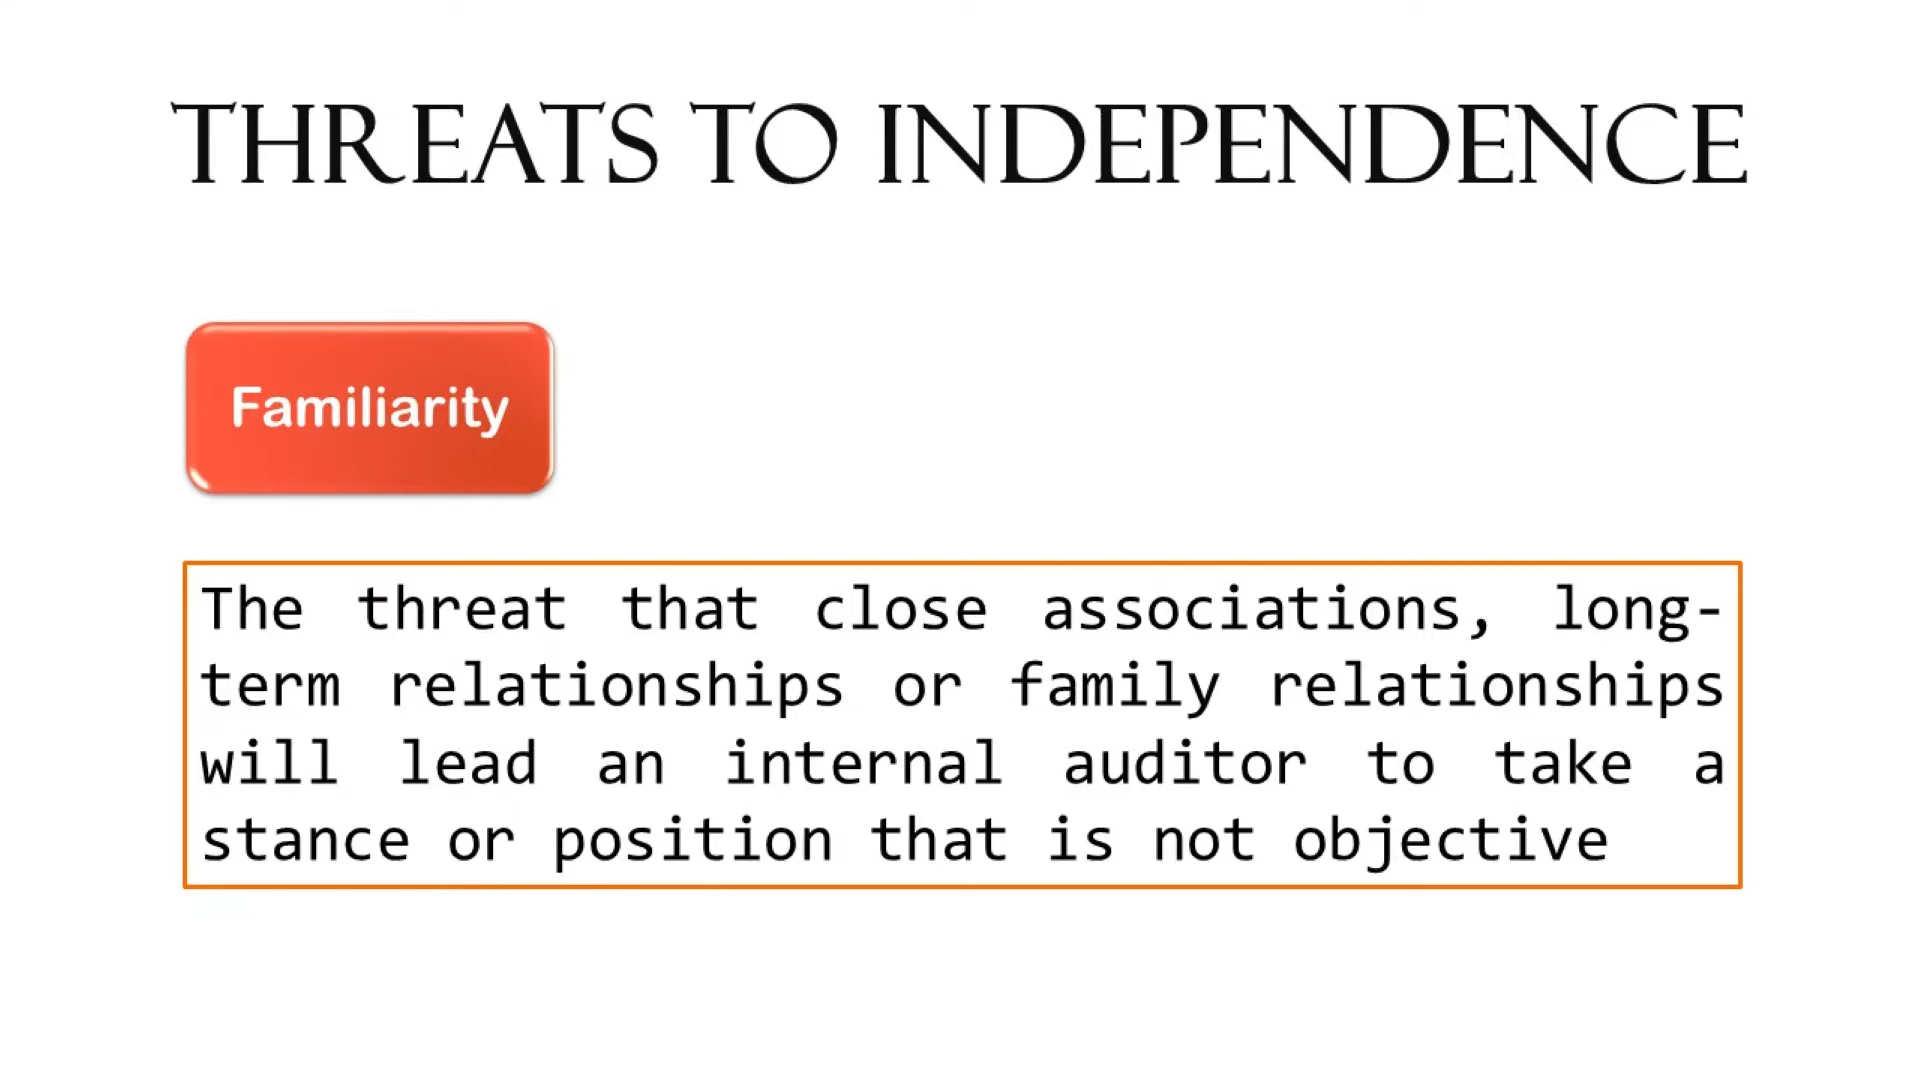 THREATS TO INDEPENDENCE
Familiarity
The threat that close associations, long-
term relationships or family relationships
will lead an internal auditor to take a
stance or position that is not objective